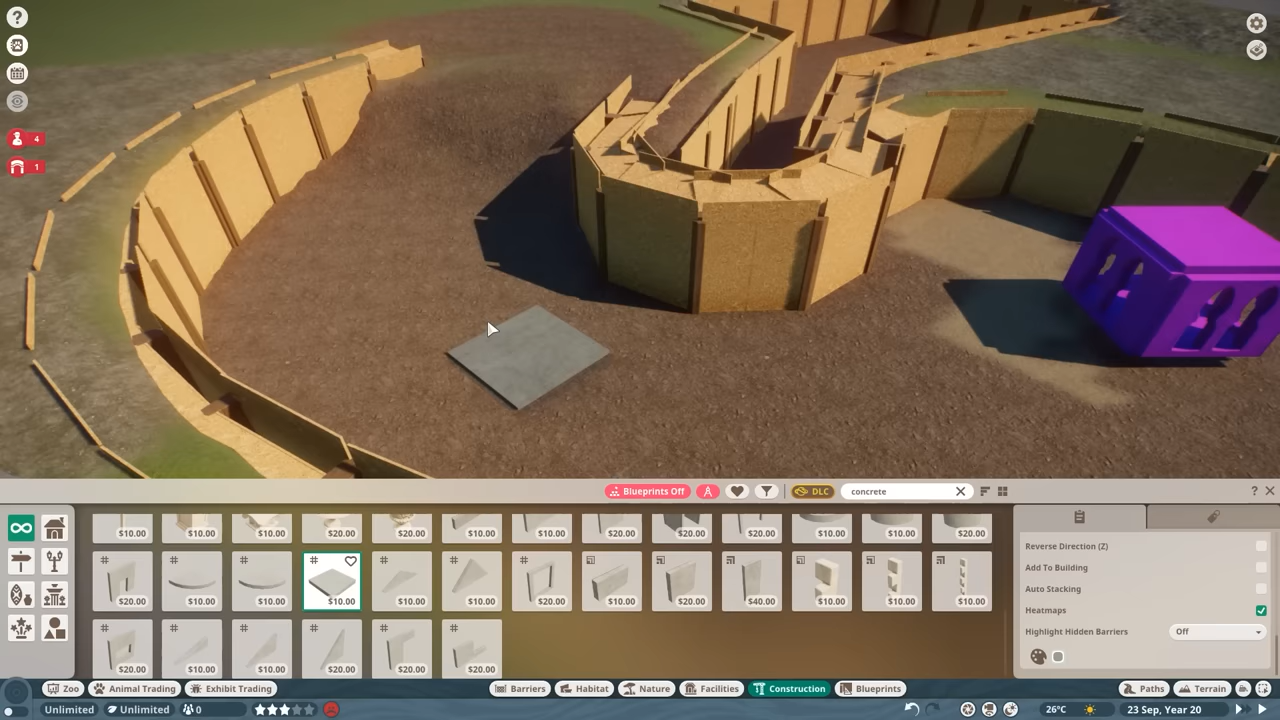 ?
4
1
Blueprints Off
DLC
concrete
?
$10.00 $10.00 $10.00 $20.00 $20.00 $10.00 $10.00 $20.00 $20.00 $20.00 $10.00 $10.00 $20.00
$20.00 $10.00 $10.00 $10.00 $10.00 $10.00 $20.00 $10.00 $20.00 $40.00 $10.00 $10.00 $10.00
$20.00 $10.00 $10.00 $20.00 $20.00 $20.00
Reverse Direction (Z)
Add To Building
Auto Stacking
Heatmaps
Highlight Hidden Barriers Off
Zoo Animal Trading Exhibit Trading Barriers Habitat Nature Facilities Construction Blueprints Paths Terrain
Unlimited Unlimited 0 26°C 23 Sep, Year 20